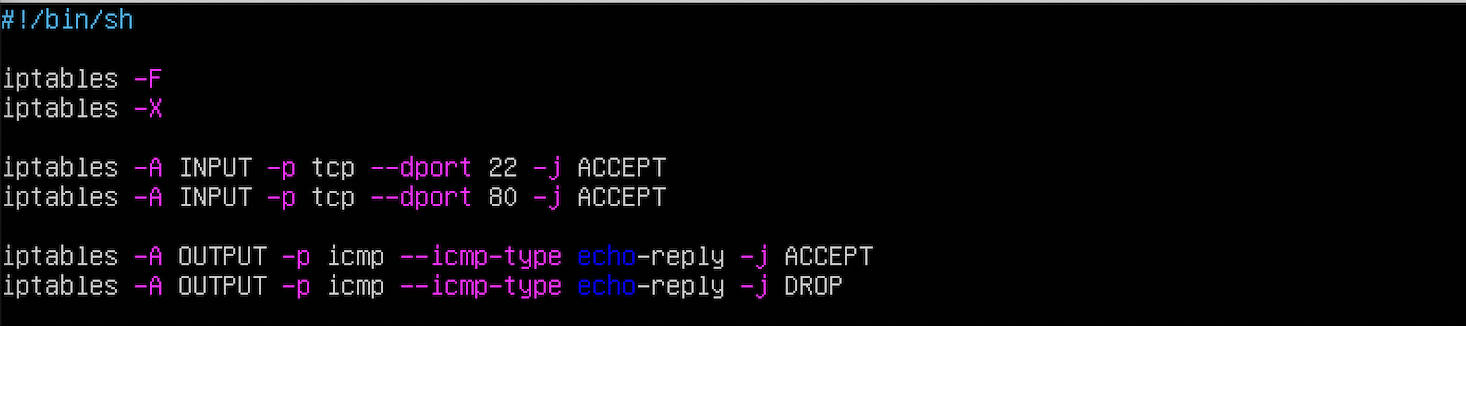 #!/bin/sh
iptables -F
iptables -X
iptables -A INPUT -p tcp --dport 22 -j ACCEPT
iptables -A INPUT -p tcp --dport 80 -j ACCEPT
iptables -A OUTPUT -p icmp --icmp-type echo-reply -j ACCEPT
iptables -A OUTPUT -p icmp --icmp-type echo-reply -j DROP